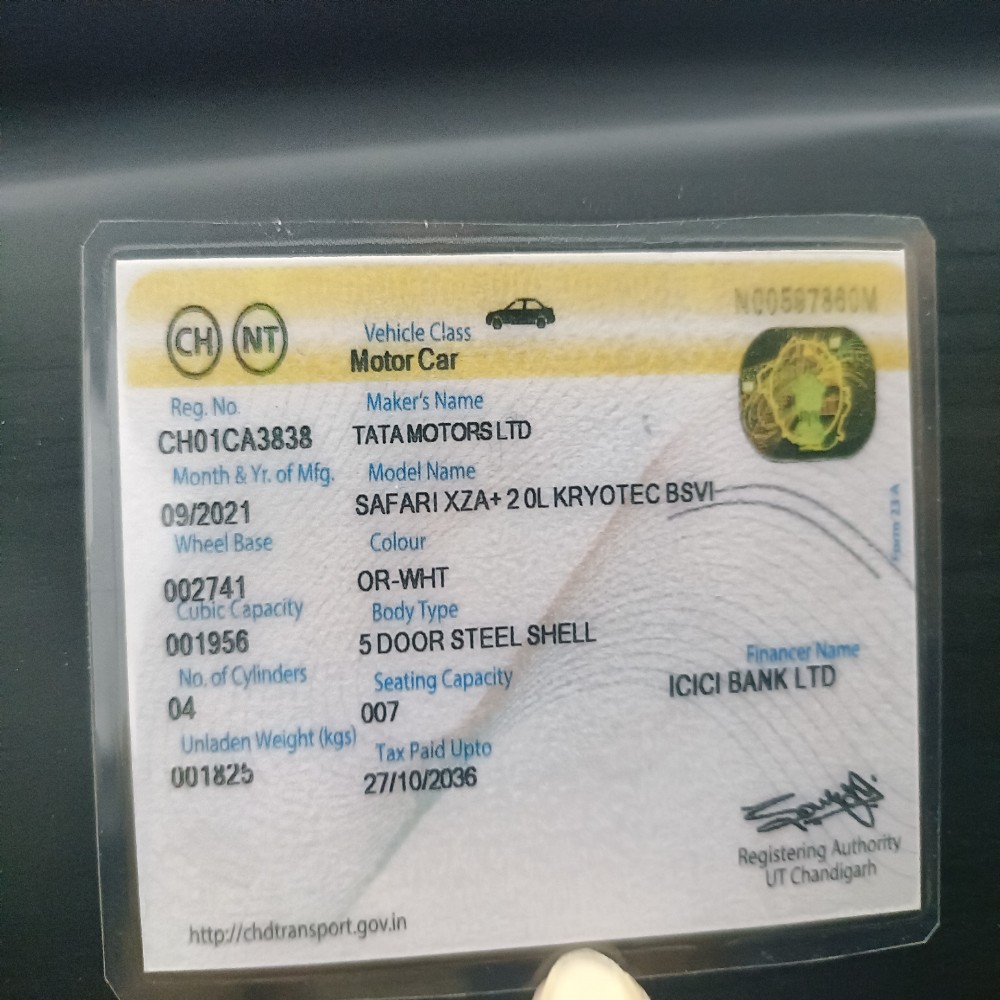 N00597860M
CH NT
Vehicle Class
Motor Car
Reg. No.
Maker's Name
CH01CA3838
TATA MOTORS LTD
Month & Yr. of Mfg.
Model Name
09/2021
SAFARI XZA+ 2 0L KRYOTEC BSVI
Wheel Base
Colour
002741
OR-WHT
Cubic Capacity
Body Type
001956
5 DOOR STEEL SHELL
No. of Cylinders
Seating Capacity
Financer Name
04
007
ICICI BANK LTD
Unladen Weight (kgs)
Tax Paid Upto
001825
27/10/2036
Form 23 A
Registering Authority
UT Chandigarh
http://chdtransport.gov.in